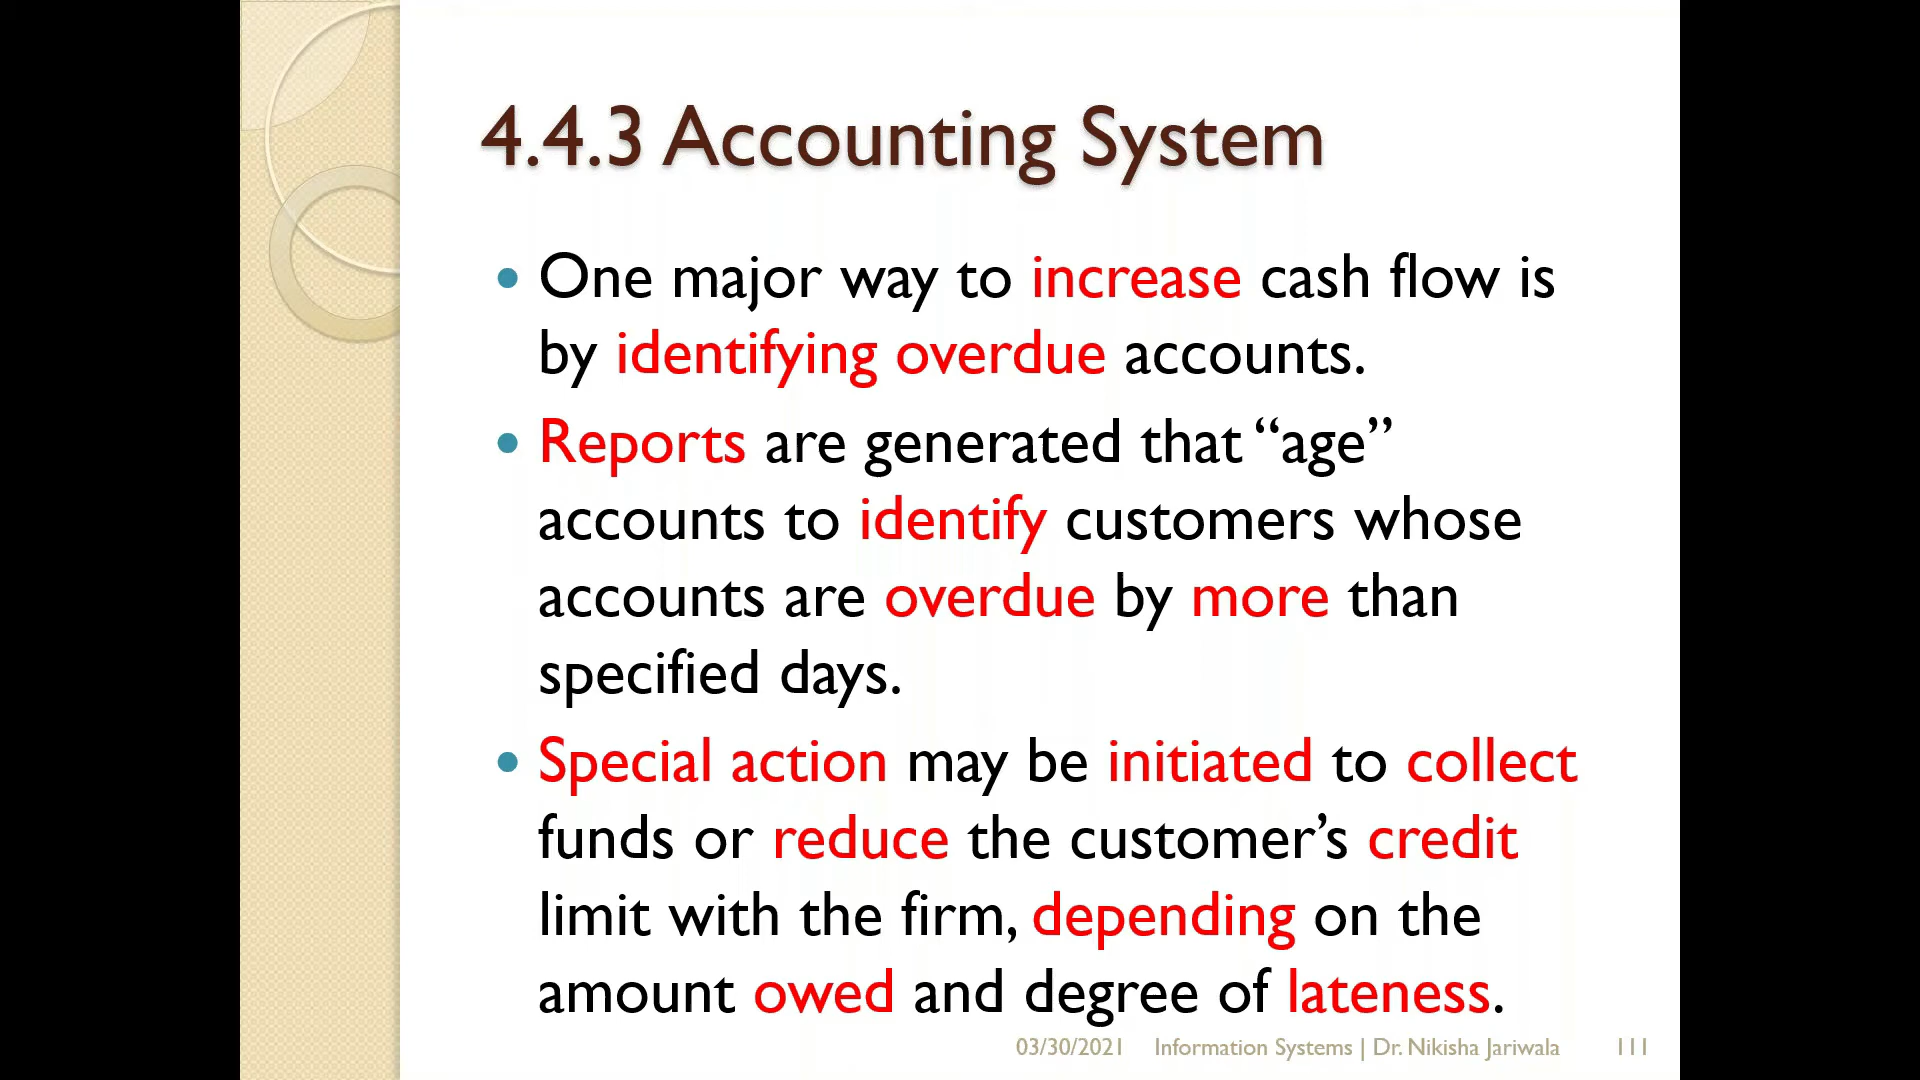 4.4.3 Accounting System
• One major way to increase cash flow is
by identifying overdue accounts.
• Reports are generated that “age”
accounts to identify customers whose
accounts are overdue by more than
specified days.
• Special action may be initiated to collect
funds or reduce the customer’s credit
limit with the firm, depending on the
amount owed and degree of lateness.
03/30/2021 Information Systems | Dr. Nikisha Jariwala 111